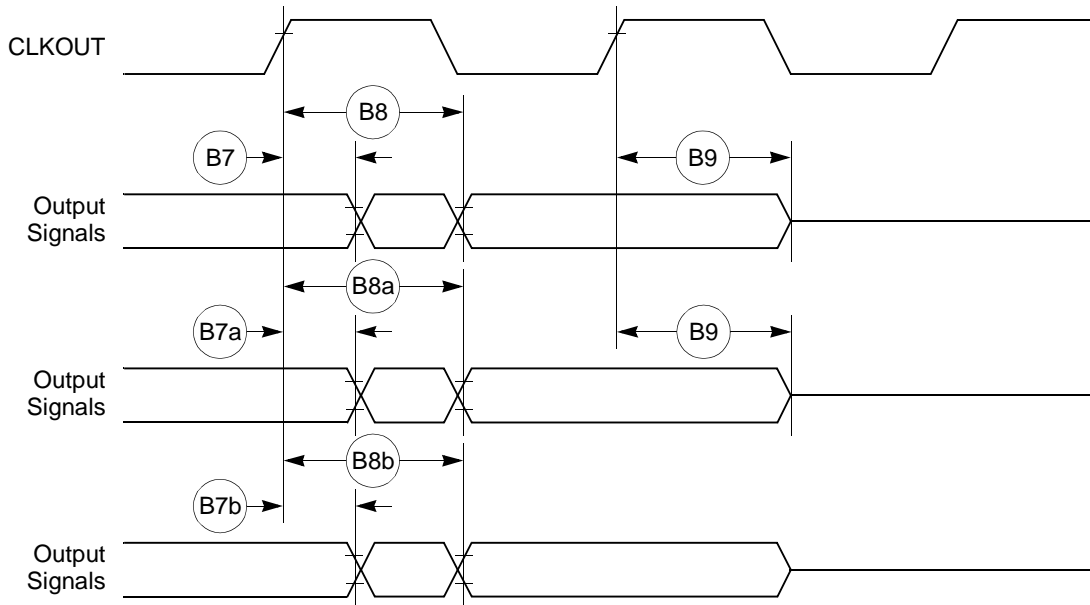 CLKOUT
B8
B7
B9
Output
Signals
B8a
B7a
B9
Output
Signals
B8b
B7b
Output
Signals